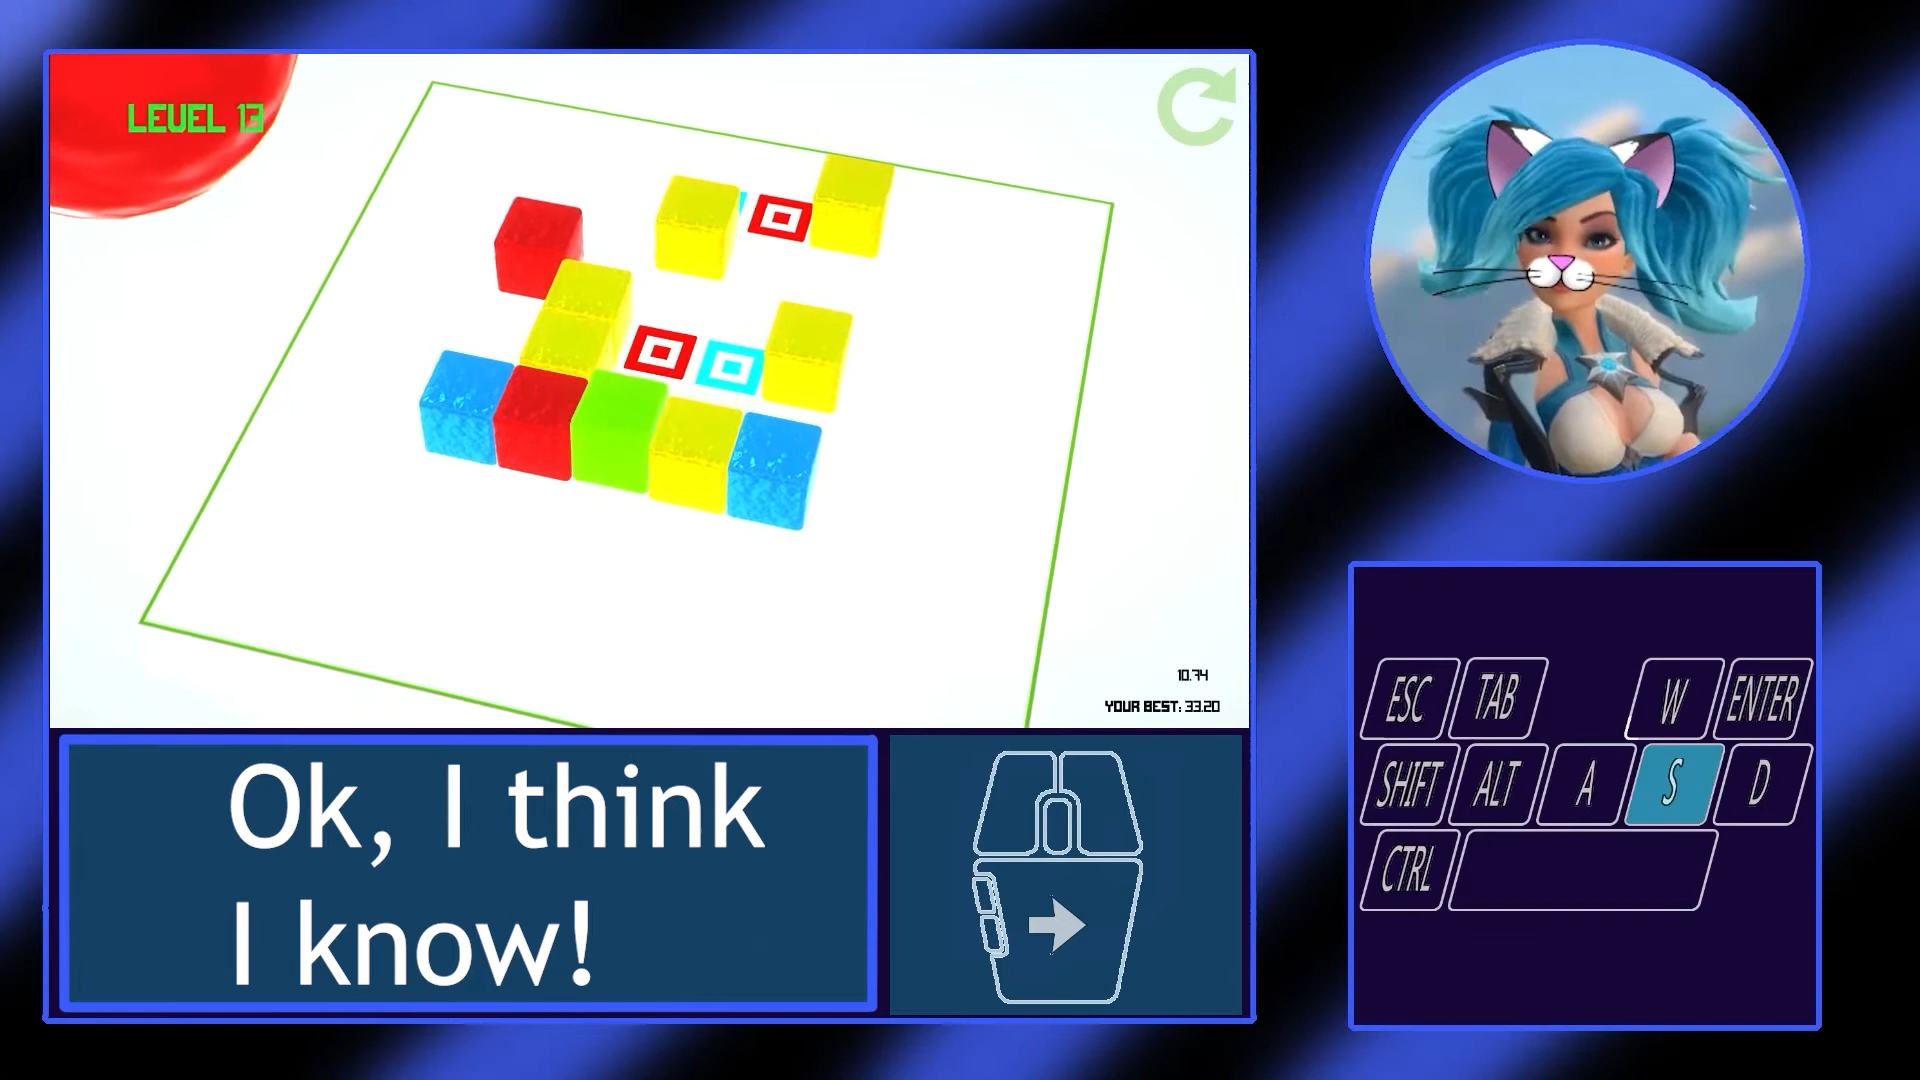 LEVEL 13
10.74
YOUR BEST: 33.20
Ok, I think
I know!
ESC TAB W ENTER
SHIFT ALT A S D
CTRL